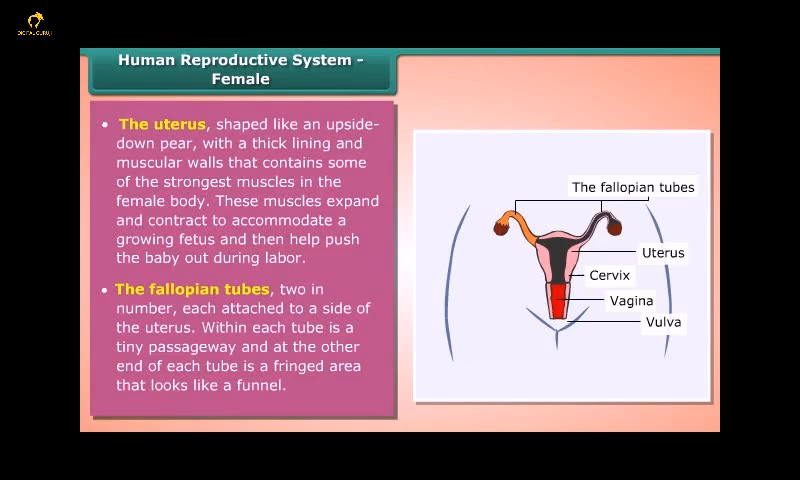 DIGITAL GURUJI
Human Reproductive System -
Female
• The uterus, shaped like an upside-
down pear, with a thick lining and
muscular walls that contains some
of the strongest muscles in the
female body. These muscles expand
and contract to accommodate a
growing fetus and then help push
the baby out during labor.
• The fallopian tubes, two in
number, each attached to a side of
the uterus. Within each tube is a
tiny passageway and at the other
end of each tube is a fringed area
that looks like a funnel.
The fallopian tubes
Uterus
Cervix
Vagina
Vulva